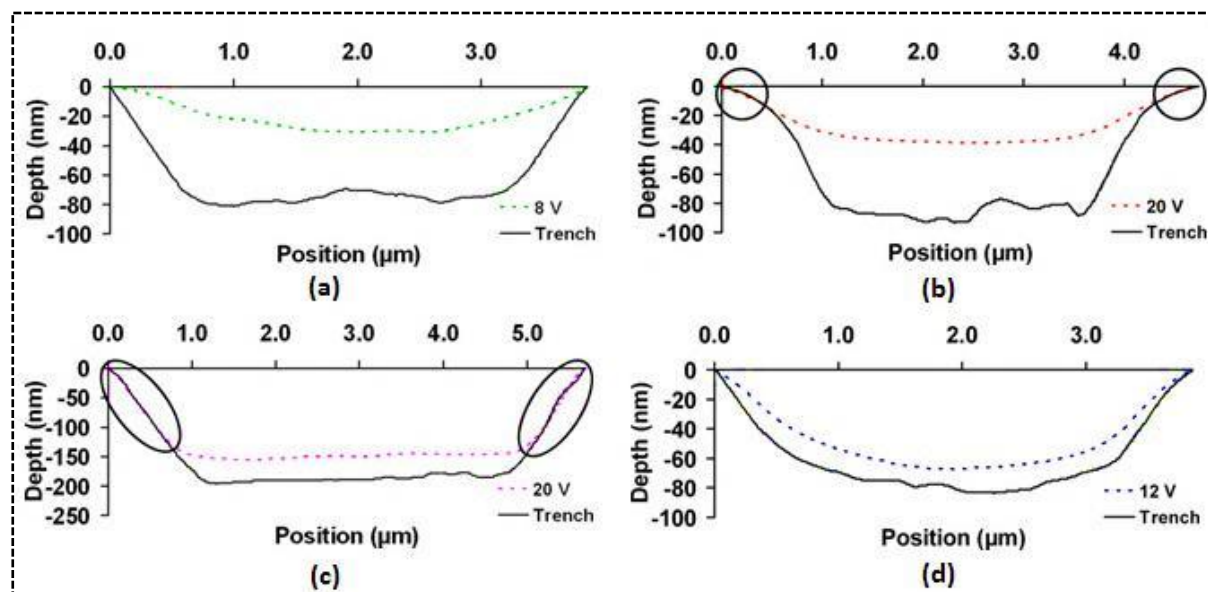 0.0 1.0 2.0 3.0
0
-20
-40
-60
-80
-100
Depth (nm)
8 V
Trench
Position (µm)
(a)
0.0 1.0 2.0 3.0 4.0
0
-20
-40
-60
-80
-100
Depth (nm)
20 V
Trench
Position (µm)
(b)
0.0 1.0 2.0 3.0 4.0 5.0
0
-50
-100
-150
-200
-250
Depth (nm)
20 V
Trench
Position (µm)
(c)
0.0 1.0 2.0 3.0
0
-20
-40
-60
-80
-100
Depth (nm)
12 V
Trench
Position (µm)
(d)